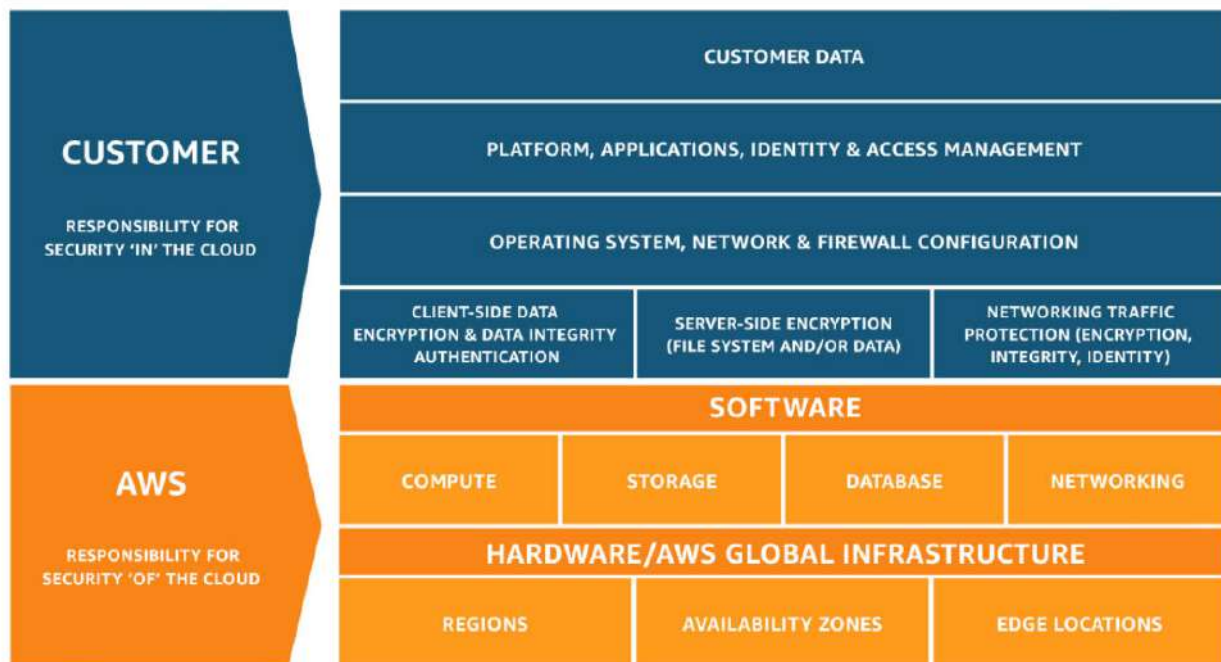 CUSTOMER
RESPONSIBILITY FOR
SECURITY ‘IN’ THE CLOUD
CUSTOMER DATA
PLATFORM, APPLICATIONS, IDENTITY & ACCESS MANAGEMENT
OPERATING SYSTEM, NETWORK & FIREWALL CONFIGURATION
CLIENT-SIDE DATA
ENCRYPTION & DATA INTEGRITY
AUTHENTICATION
SERVER-SIDE ENCRYPTION
(FILE SYSTEM AND/OR DATA)
NETWORKING TRAFFIC
PROTECTION (ENCRYPTION,
INTEGRITY, IDENTITY)
AWS
RESPONSIBILITY FOR
SECURITY ‘OF’ THE CLOUD
SOFTWARE
COMPUTE
STORAGE
DATABASE
NETWORKING
HARDWARE/AWS GLOBAL INFRASTRUCTURE
REGIONS
AVAILABILITY ZONES
EDGE LOCATIONS